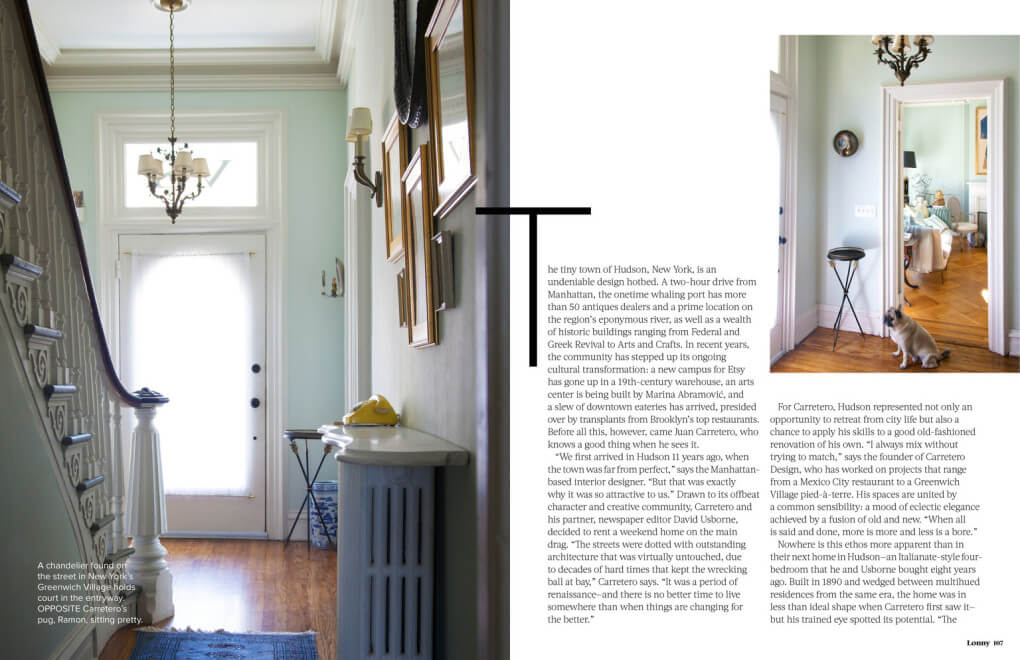 A chandelier found on
the street in New York's
Greenwich Village holds
court in the entryway.
OPPOSITE Carretero's
pug, Ramon, sitting pretty.
The tiny town of Hudson, New York, is an
undeniable design hotbed. A two-hour drive from
Manhattan, the onetime whaling port has more
than 50 antiques dealers and a prime location on
the region's eponymous river, as well as a wealth
of historic buildings ranging from Federal and
Greek Revival to Arts and Crafts. In recent years,
the community has stepped up its ongoing
cultural transformation: a new campus for Etsy
has gone up in a 19th-century warehouse, an arts
center is being built by Marina Abramović, and
a slew of downtown eateries has arrived, presided
over by transplants from Brooklyn's top restaurants.
Before all this, however, came Juan Carretero, who
knows a good thing when he sees it.
"We first arrived in Hudson 11 years ago, when
the town was far from perfect," says the Manhattan-
based interior designer. "But that was exactly
why it was so attractive to us." Drawn to its offbeat
character and creative community, Carretero and
his partner, newspaper editor David Usborne,
decided to rent a weekend home on the main
drag. "The streets were dotted with outstanding
architecture that was virtually untouched, due
to decades of hard times that kept the wrecking
ball at bay," Carretero says. "It was a period of
renaissance—and there is no better time to live
somewhere than when things are changing for
the better."
For Carretero, Hudson represented not only an
opportunity to retreat from city life but also a
chance to apply his skills to a good old-fashioned
renovation of his own. "I always mix without
trying to match," says the founder of Carretero
Design, who has worked on projects that range
from a Mexico City restaurant to a Greenwich
Village pied-à-terre. His spaces are united by
a common sensibility: a mood of eclectic elegance
achieved by a fusion of old and new. "When all
is said and done, more is more and less is a bore."
Nowhere is this ethos more apparent than in
their next home in Hudson—an Italianate-style four-
bedroom that he and Usborne bought eight years
ago. Built in 1890 and wedged between multihued
residences from the same era, the home was in
less than ideal shape when Carretero first saw it—
but his trained eye spotted its potential. "The
Lonny 107